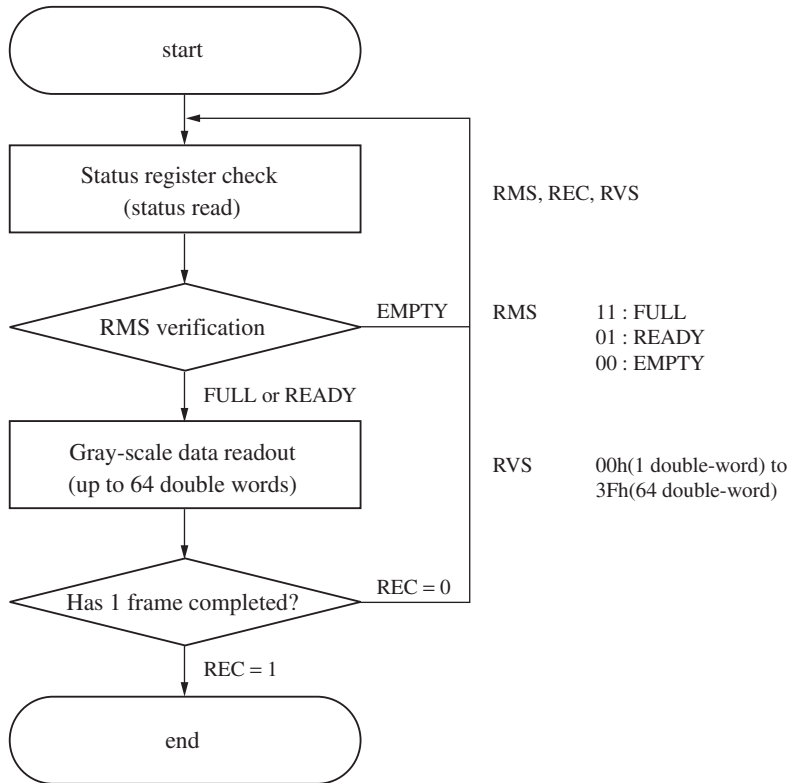 start
Status register check
(status read)
RMS, REC, RVS
RMS verification
EMPTY
RMS 11 : FULL
01 : READY
00 : EMPTY
FULL or READY
Gray-scale data readout
(up to 64 double words)
RVS 00h(1 double-word) to
3Fh(64 double-word)
Has 1 frame completed?
REC = 0
REC = 1
end